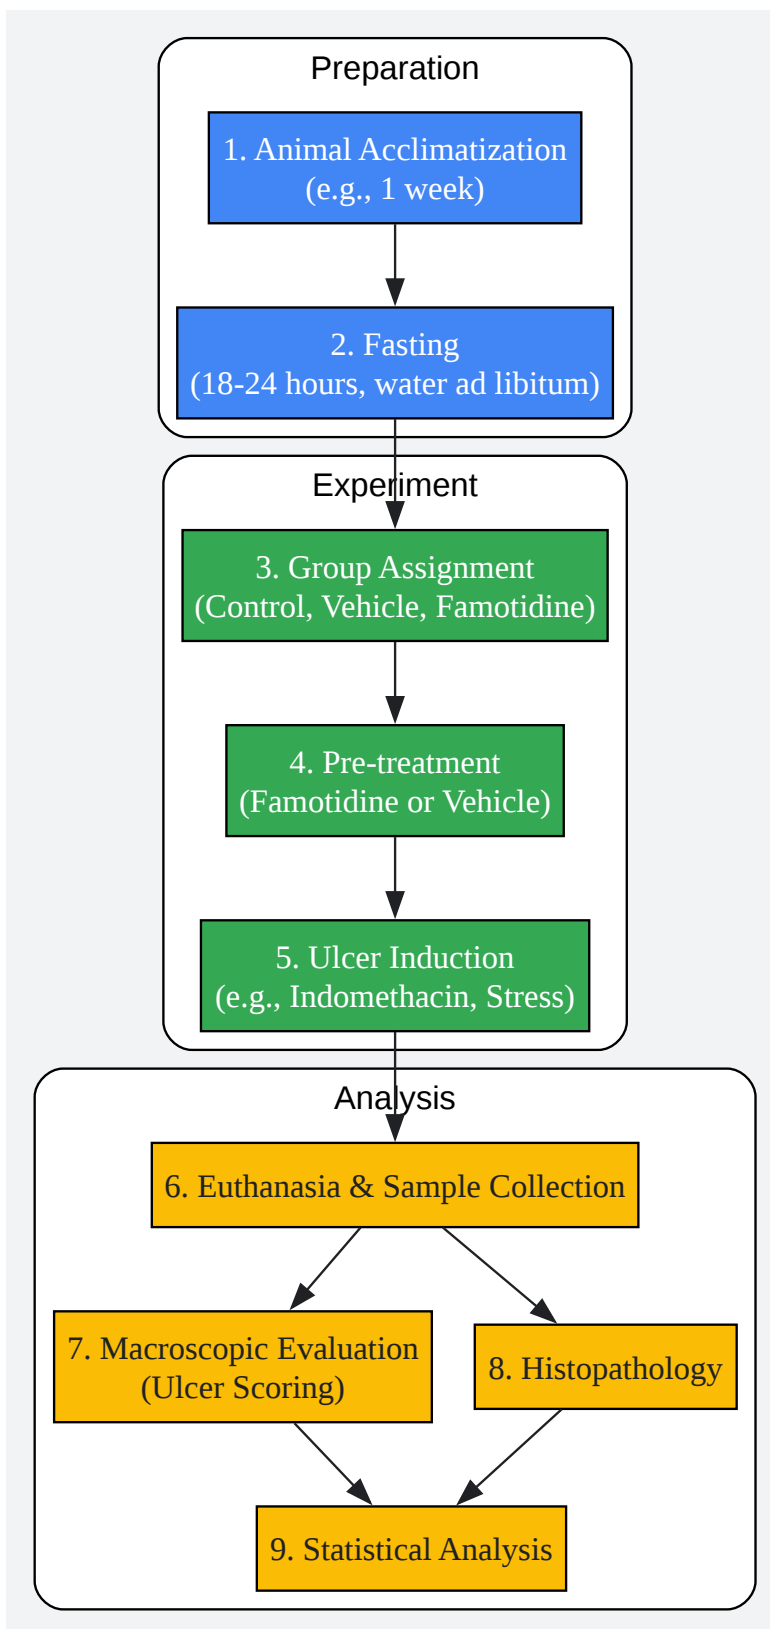 Preparation
1. Animal Acclimatization
(e.g., 1 week)
2. Fasting
(18-24 hours, water ad libitum)
Experiment
3. Group Assignment
(Control, Vehicle, Famotidine)
4. Pre-treatment
(Famotidine or Vehicle)
5. Ulcer Induction
(e.g., Indomethacin, Stress)
Analysis
6. Euthanasia & Sample Collection
7. Macroscopic Evaluation
(Ulcer Scoring)
8. Histopathology
9. Statistical Analysis